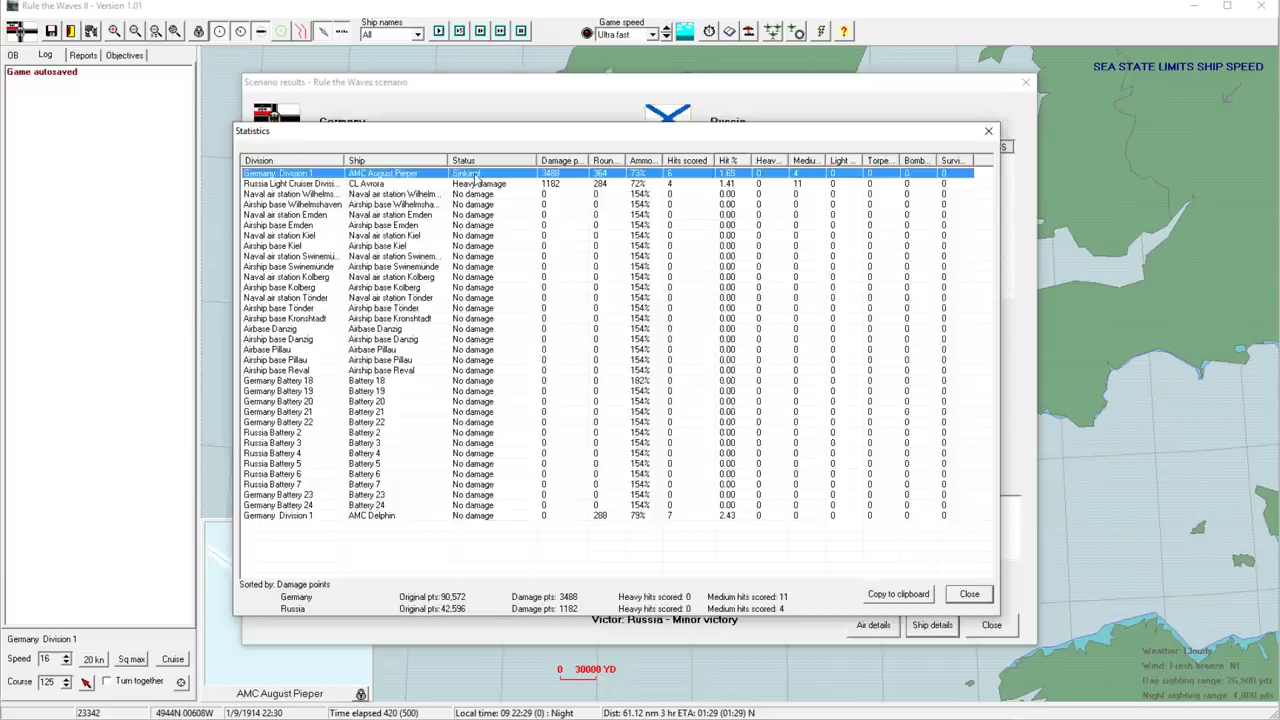 Rule the Waves II - Version 1.01
Ship names
All
Game speed
Ultra fast
OB Log Reports Objectives
Game autosaved
SEA STATE LIMITS SHIP SPEED
Scenario results - Rule the Waves scenario
Germany Russia
Statistics
Division Ship Status Damage p... Roun... Ammo... Hits scored Hit % Heav... Mediu... Light ... Torpe... Bomb... Survi...
Germany Division 1 AMC August Pieper Sinking 3488 364 73% 6 1.65 0 4 0 0 0 0
Russia Light Cruiser Divisi... CL Avrora Heavy damage 1182 284 72% 4 1.41 0 11 0 0 0 0
Naval air station Wilhelms... Naval air station Wilhelm... No damage 0 0 154% 0 0.00 0 0 0 0 0 0
Airship base Wilhelmshaven Airship base Wilhelmsha... No damage 0 0 154% 0 0.00 0 0 0 0 0 0
Naval air station Emden Naval air station Emden No damage 0 0 154% 0 0.00 0 0 0 0 0 0
Airship base Emden Airship base Emden No damage 0 0 154% 0 0.00 0 0 0 0 0 0
Naval air station Kiel Naval air station Kiel No damage 0 0 154% 0 0.00 0 0 0 0 0 0
Airship base Kiel Airship base Kiel No damage 0 0 154% 0 0.00 0 0 0 0 0 0
Naval air station Swinemü... Naval air station Swinem... No damage 0 0 154% 0 0.00 0 0 0 0 0 0
Airship base Swinemünde Airship base Swinemünde No damage 0 0 154% 0 0.00 0 0 0 0 0 0
Naval air station Kolberg Naval air station Kolberg No damage 0 0 154% 0 0.00 0 0 0 0 0 0
Airship base Kolberg Airship base Kolberg No damage 0 0 154% 0 0.00 0 0 0 0 0 0
Naval air station Tönder Naval air station Tönder No damage 0 0 154% 0 0.00 0 0 0 0 0 0
Airship base Tönder Airship base Tönder No damage 0 0 154% 0 0.00 0 0 0 0 0 0
Airship base Kronshtadt Airship base Kronshtadt No damage 0 0 154% 0 0.00 0 0 0 0 0 0
Airbase Danzig Airbase Danzig No damage 0 0 154% 0 0.00 0 0 0 0 0 0
Airship base Danzig Airship base Danzig No damage 0 0 154% 0 0.00 0 0 0 0 0 0
Airbase Pillau Airbase Pillau No damage 0 0 154% 0 0.00 0 0 0 0 0 0
Airship base Pillau Airship base Pillau No damage 0 0 154% 0 0.00 0 0 0 0 0 0
Airship base Reval Airship base Reval No damage 0 0 154% 0 0.00 0 0 0 0 0 0
Germany Battery 18 Battery 18 No damage 0 0 182% 0 0.00 0 0 0 0 0 0
Germany Battery 19 Battery 19 No damage 0 0 154% 0 0.00 0 0 0 0 0 0
Germany Battery 20 Battery 20 No damage 0 0 154% 0 0.00 0 0 0 0 0 0
Germany Battery 21 Battery 21 No damage 0 0 154% 0 0.00 0 0 0 0 0 0
Germany Battery 22 Battery 22 No damage 0 0 154% 0 0.00 0 0 0 0 0 0
Russia Battery 2 Battery 2 No damage 0 0 154% 0 0.00 0 0 0 0 0 0
Russia Battery 3 Battery 3 No damage 0 0 154% 0 0.00 0 0 0 0 0 0
Russia Battery 4 Battery 4 No damage 0 0 154% 0 0.00 0 0 0 0 0 0
Russia Battery 5 Battery 5 No damage 0 0 154% 0 0.00 0 0 0 0 0 0
Russia Battery 6 Battery 6 No damage 0 0 154% 0 0.00 0 0 0 0 0 0
Russia Battery 7 Battery 7 No damage 0 0 154% 0 0.00 0 0 0 0 0 0
Germany Battery 23 Battery 23 No damage 0 0 154% 0 0.00 0 0 0 0 0 0
Germany Battery 24 Battery 24 No damage 0 0 154% 0 0.00 0 0 0 0 0 0
Germany Division 1 AMC Delphin No damage 0 288 79% 7 2.43 0 0 0 0 0 0
Sorted by: Damage points
Germany Original pts: 90,572 Damage pts: 3488 Heavy hits scored: 0 Medium hits scored: 11
Russia Original pts: 42,596 Damage pts: 1182 Heavy hits scored: 0 Medium hits scored: 4
Copy to clipboard Close
Victor: Russia - Minor victory
Air details Ship details Close
Germany Division 1
Speed 16 20 kn Sq max Cruise
Course 125 Turn together
AMC August Pieper
0 30000 YD
Weather: Cloudy
Wind: Fresh breeze NE
Day sighting range: 26,900 yds
Night sighting range: 4,000 yds
23342 4944N 00608W 1/9/1914 22:30 Time elapsed 420 (500) Local time: 09 22:29 (0) : Night Dist: 61.12 nm 3 hr ETA: 01:29 (01:29) N